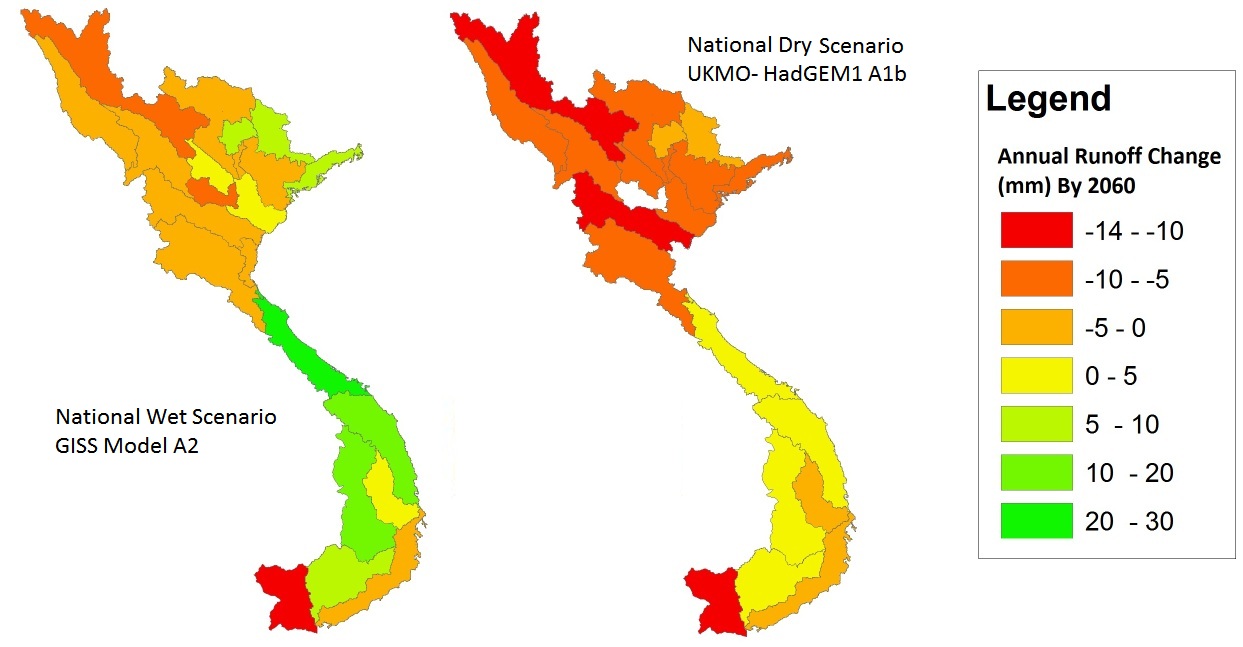 National Dry Scenario
UKMO- HadGEM1 A1b
National Wet Scenario
GISS Model A2
Legend
Annual Runoff Change
(mm) By 2060
-14 - -10
-10 - -5
-5 - 0
0 - 5
5 - 10
10 - 20
20 - 30